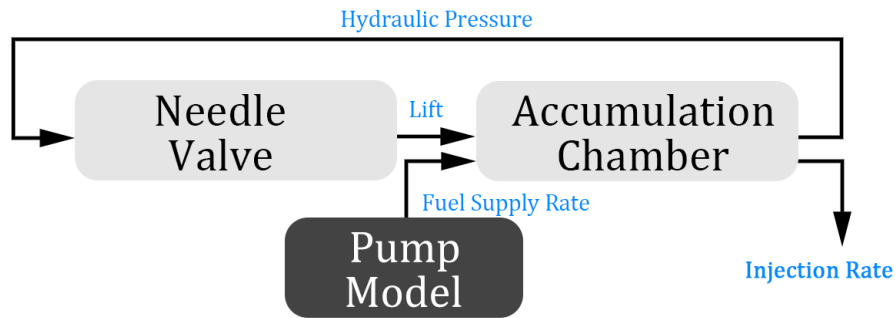 Hydraulic Pressure
Needle
Valve
Lift
Accumulation
Chamber
Fuel Supply Rate
Pump
Model
Injection Rate